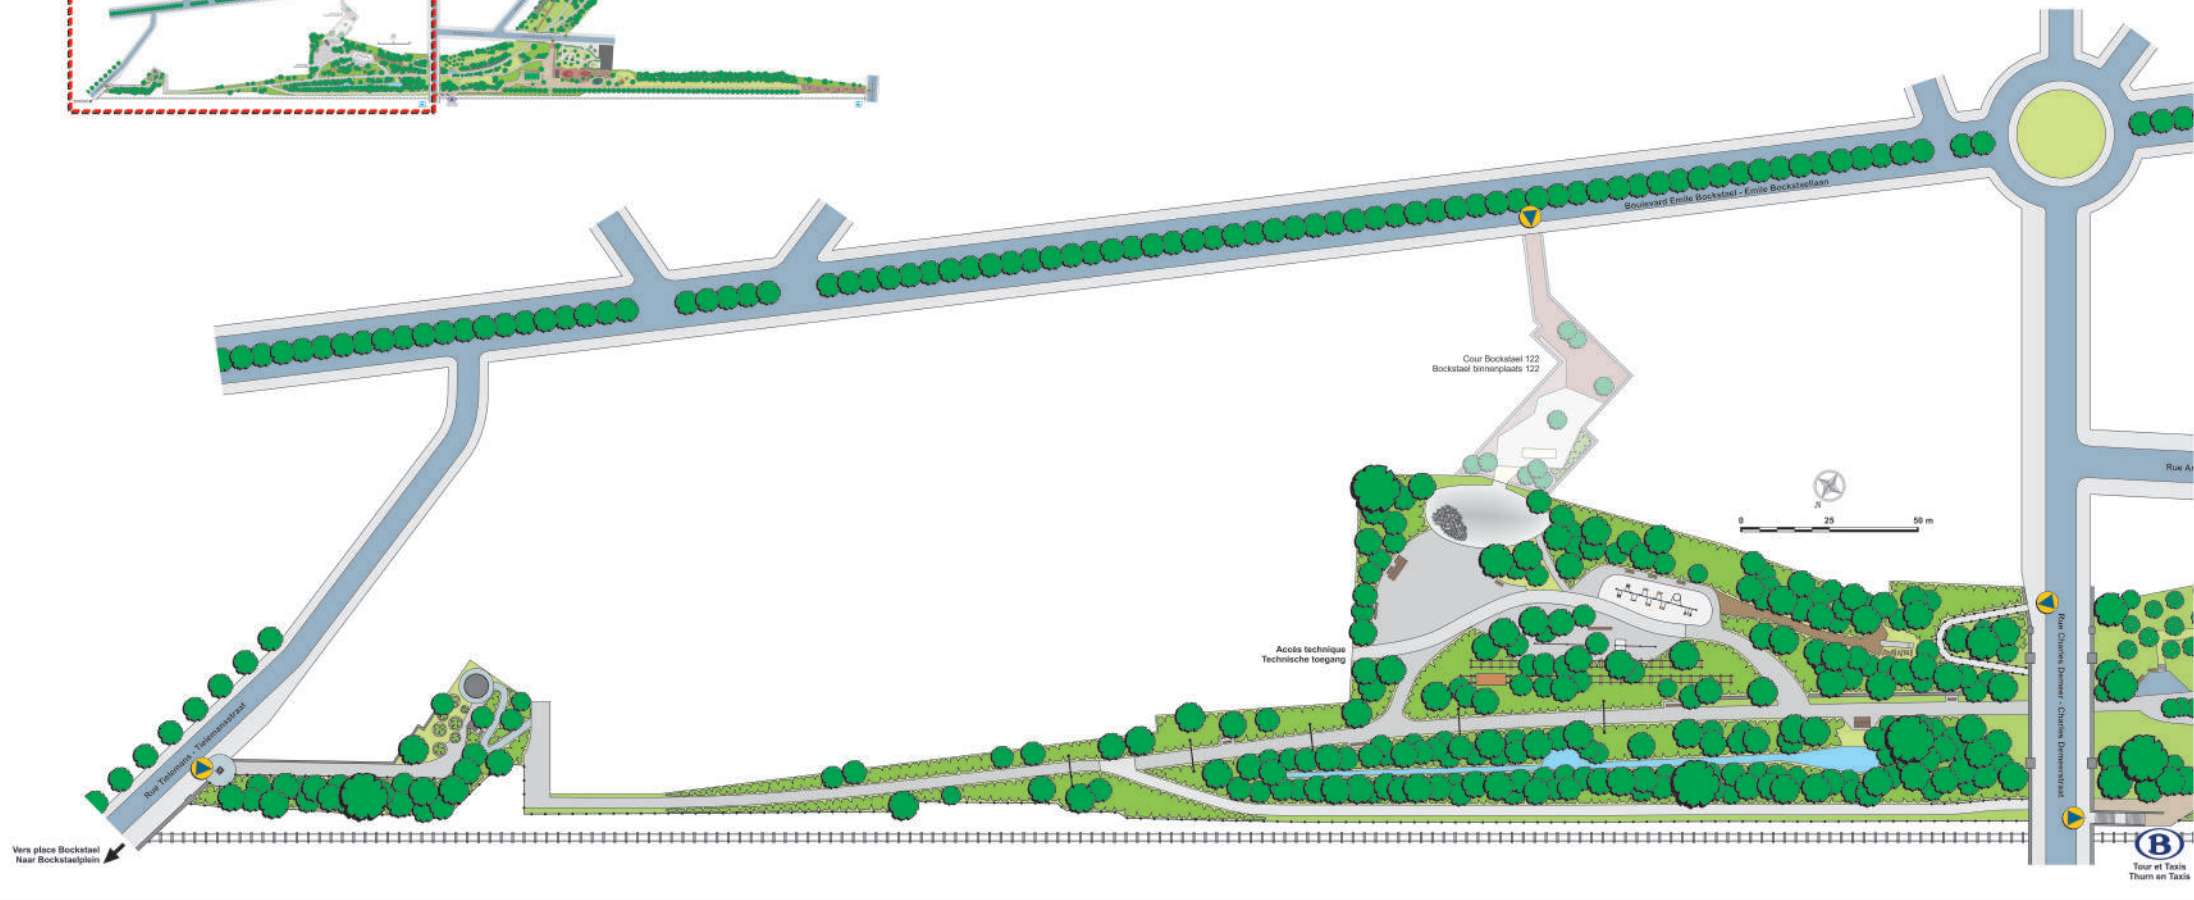 Boulevard Emile Bockstael - Emile Bockstaellaan
Cour Bockstael 122
Bockstael binnenplaats 122
Rue
N
0 25 50 m
Accès technique
Technische toegang
Rue Charles Demeer - Charles Demeerstraat
Rue Tielemans - Tielemansstraat
Vers place Bockstael
Naar Bockstaelplein
B
Tour et Taxis
Thurn en Taxis